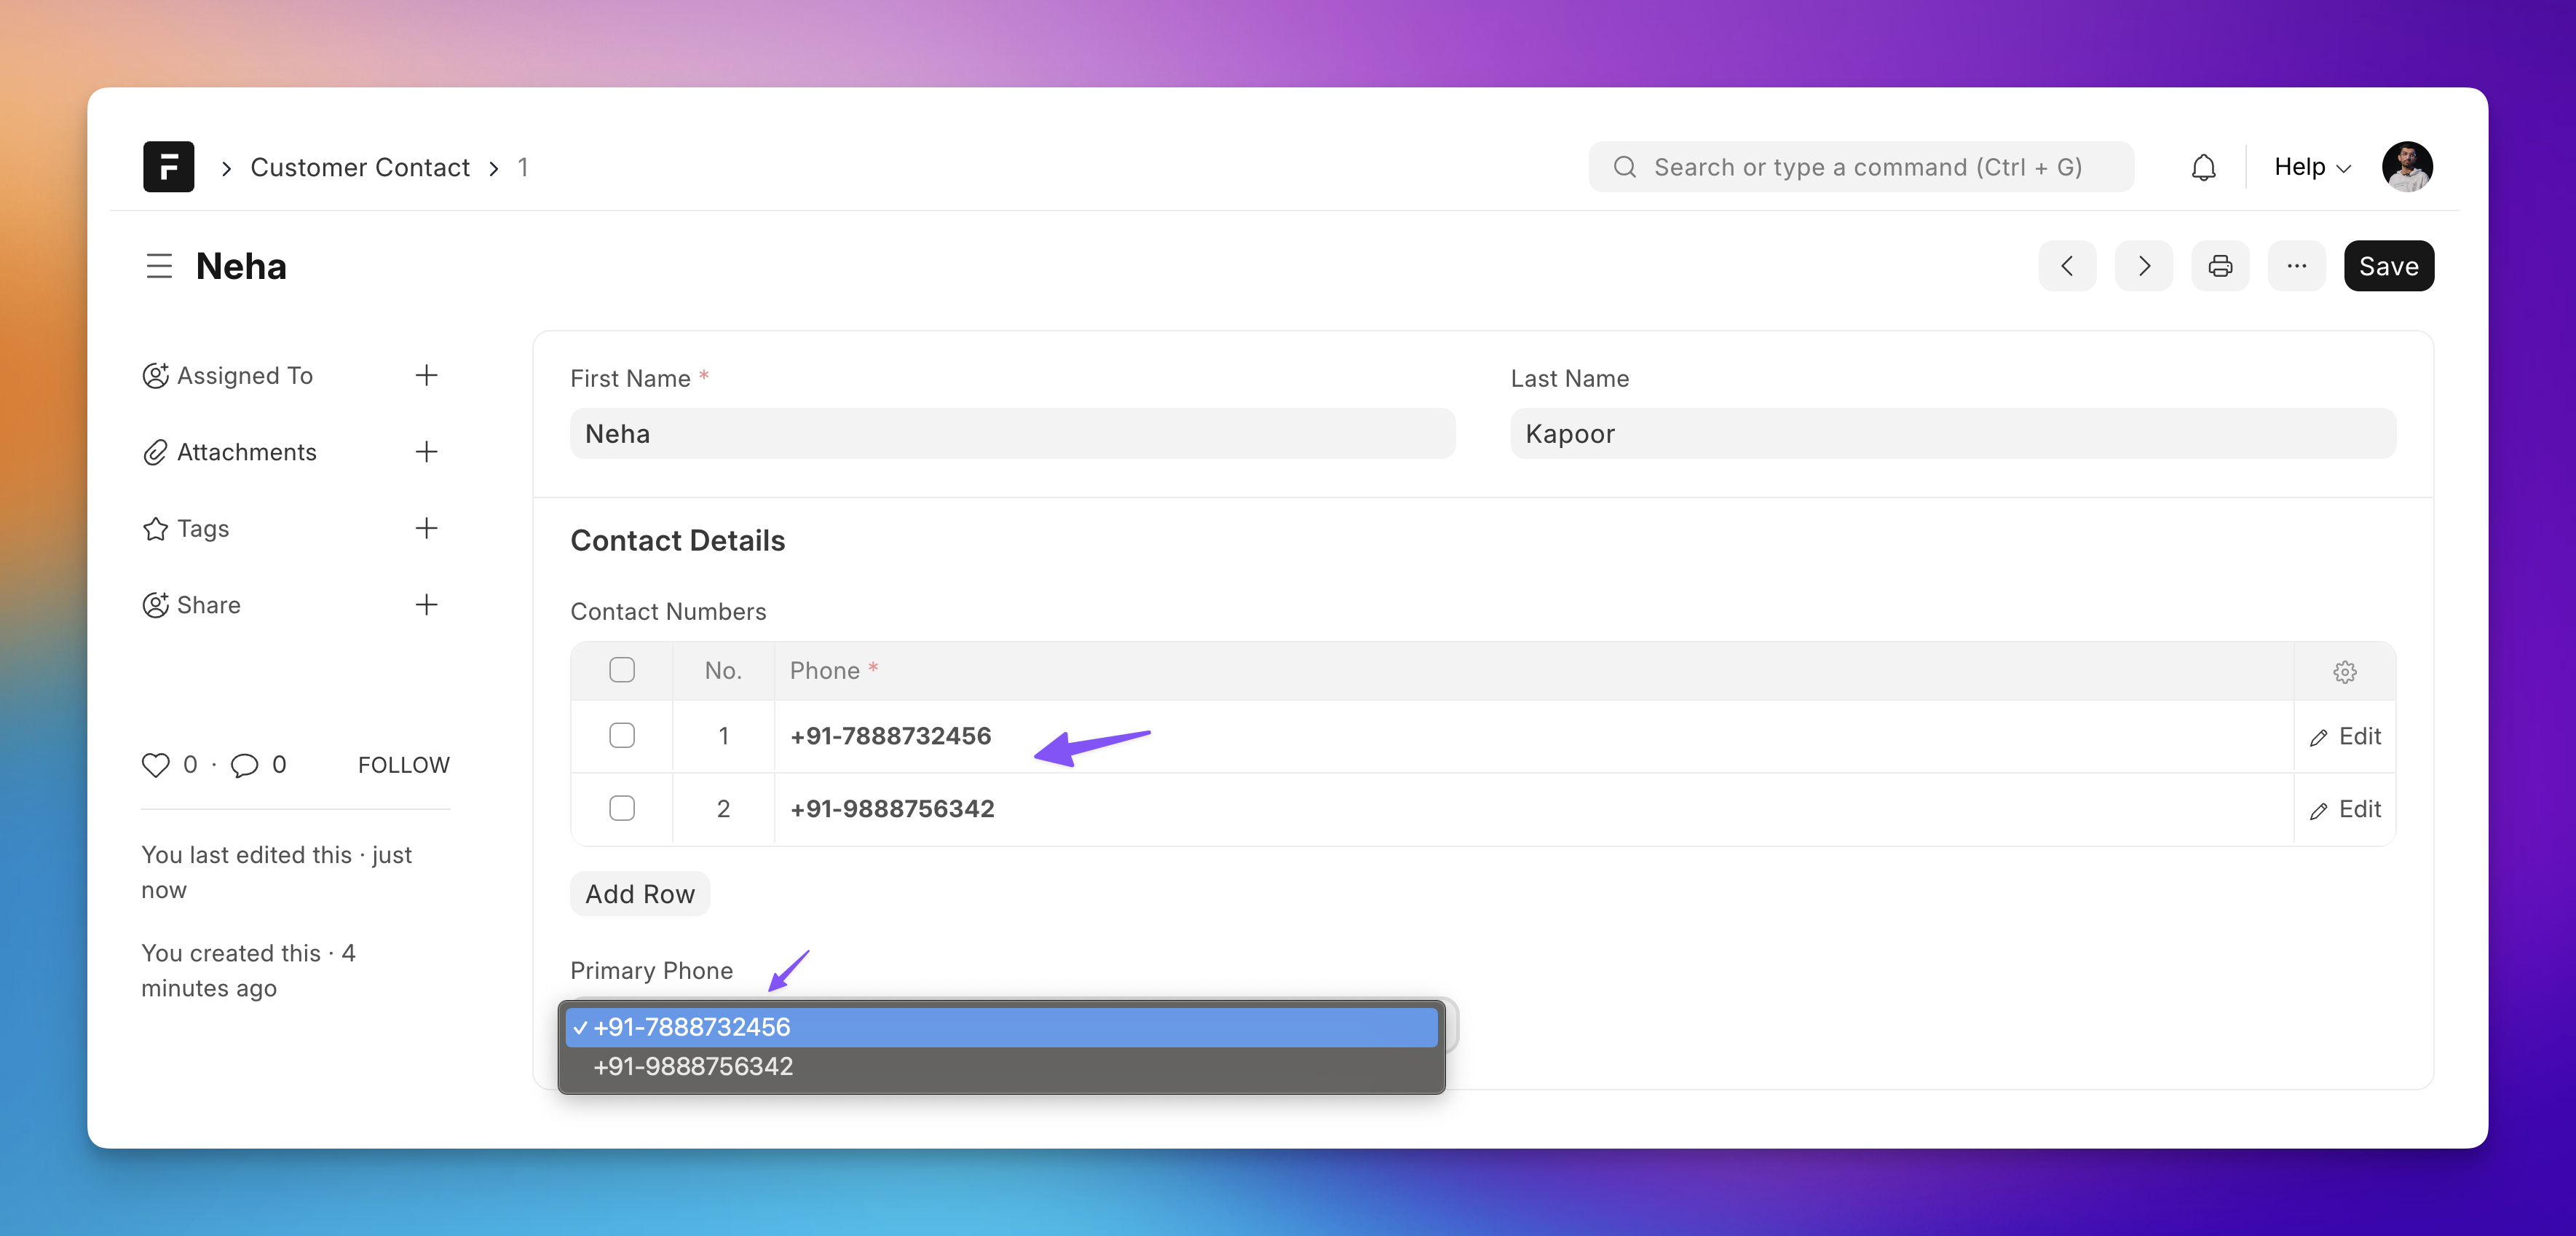 F
Customer Contact
1
Search or type a command (Ctrl + G)
Help
Neha
Save
Assigned To
Attachments
Tags
Share
0 · 0
FOLLOW
You last edited this · just
now
You created this · 4
minutes ago
First Name *
Neha
Last Name
Kapoor
Contact Details
Contact Numbers
No.
Phone *
1
+91-7888732456
Edit
2
+91-9888756342
Edit
Add Row
Primary Phone
+91-7888732456
+91-9888756342